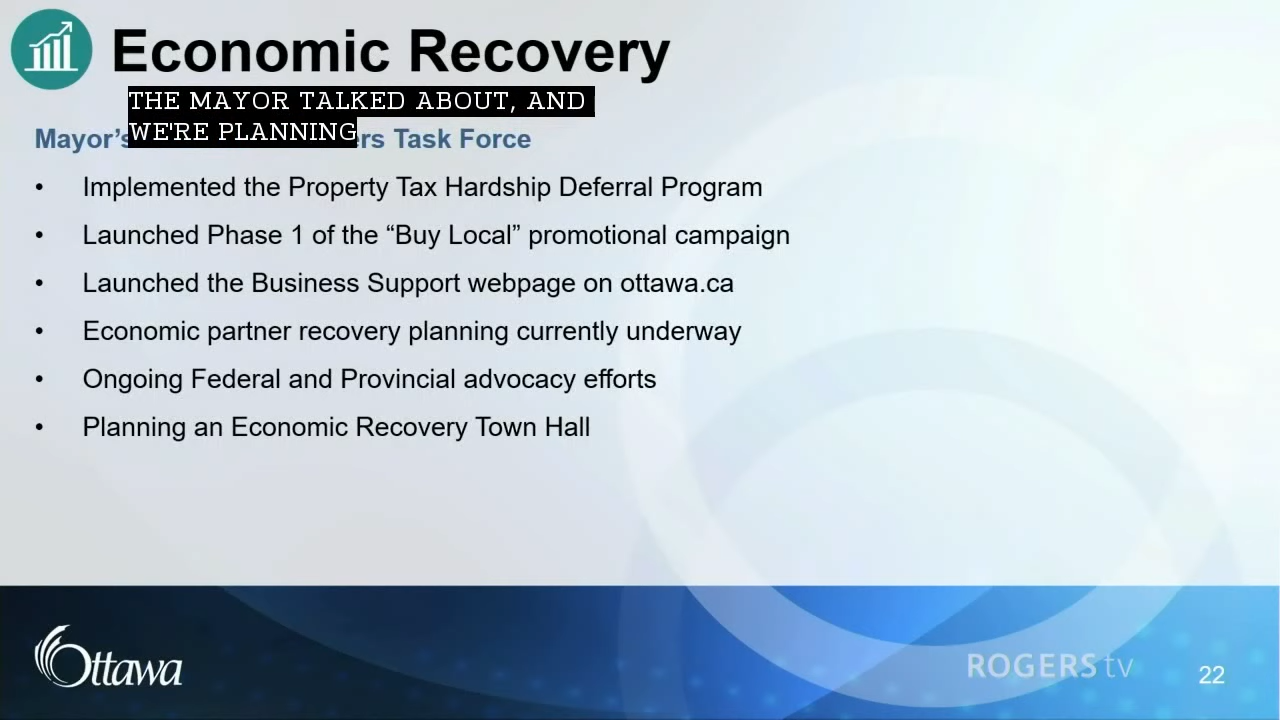 Economic Recovery
THE MAYOR TALKED ABOUT, AND
WE'RE PLANNING
Mayor's Task Force
• Implemented the Property Tax Hardship Deferral Program
• Launched Phase 1 of the “Buy Local” promotional campaign
• Launched the Business Support webpage on ottawa.ca
• Economic partner recovery planning currently underway
• Ongoing Federal and Provincial advocacy efforts
• Planning an Economic Recovery Town Hall
Ottawa
ROGERS tv
22